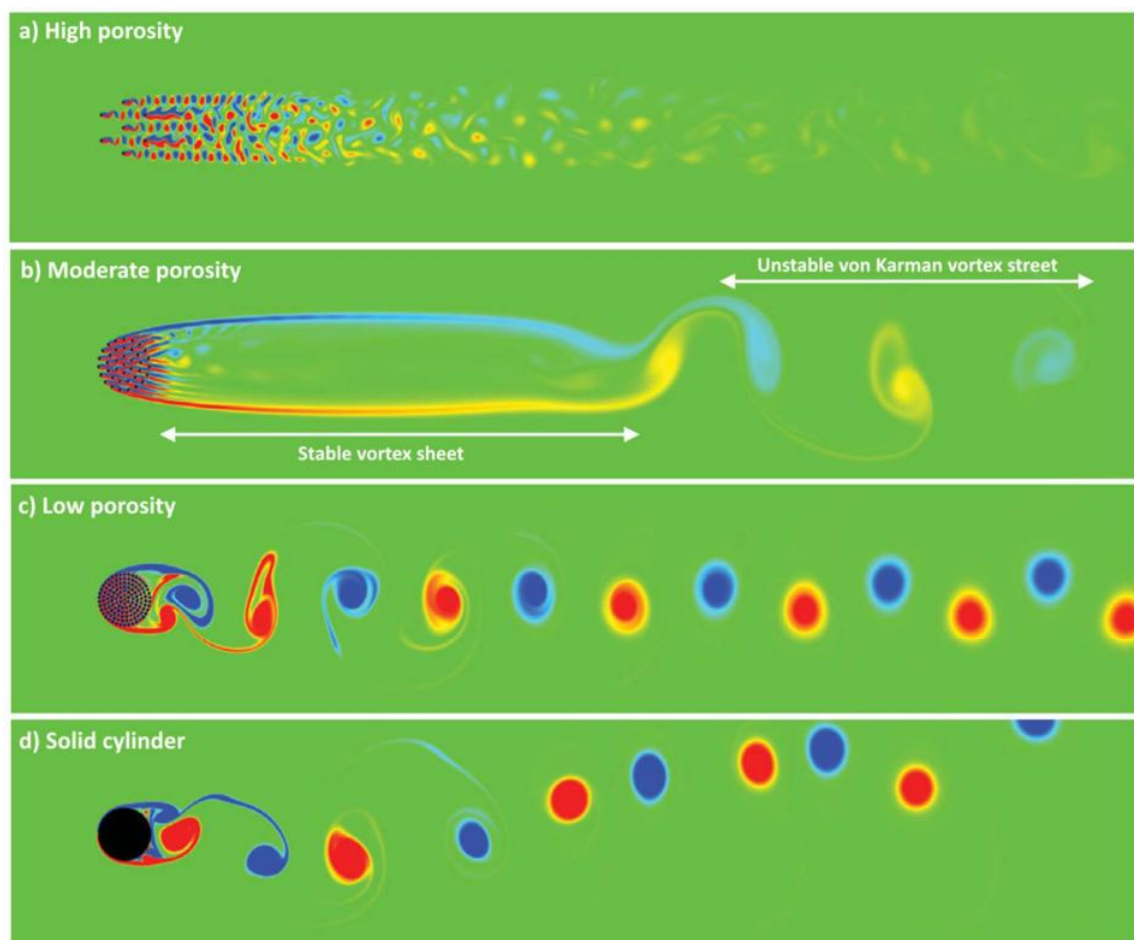 a) High porosity
b) Moderate porosity
Unstable von Karman vortex street
Stable vortex sheet
c) Low porosity
d) Solid cylinder